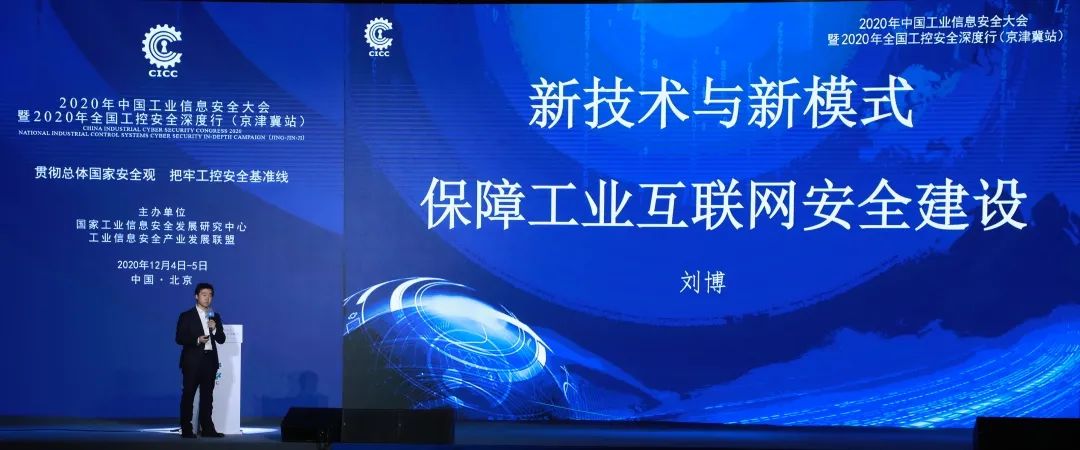 CICC
2020年中国工业信息安全大会
暨2020年全国工控安全深度行（京津冀站）
CHINA INDUSTRIAL CYBER SECURITY CONGRESS 2020
NATIONAL INDUSTRIAL CONTROL SYSTEMS CYBER SECURITY IN-DEPTH CAMPAIGN (JING-JIN-JI)
贯彻总体国家安全观 把牢工控安全基准线
主办单位
国家工业信息安全发展研究中心
工业信息安全产业发展联盟
2020年12月4日-5日
中国·北京
CICC
2020年中国工业信息安全大会
暨2020年全国工控安全深度行（京津冀站）
新技术与新模式
保障工业互联网安全建设
刘博